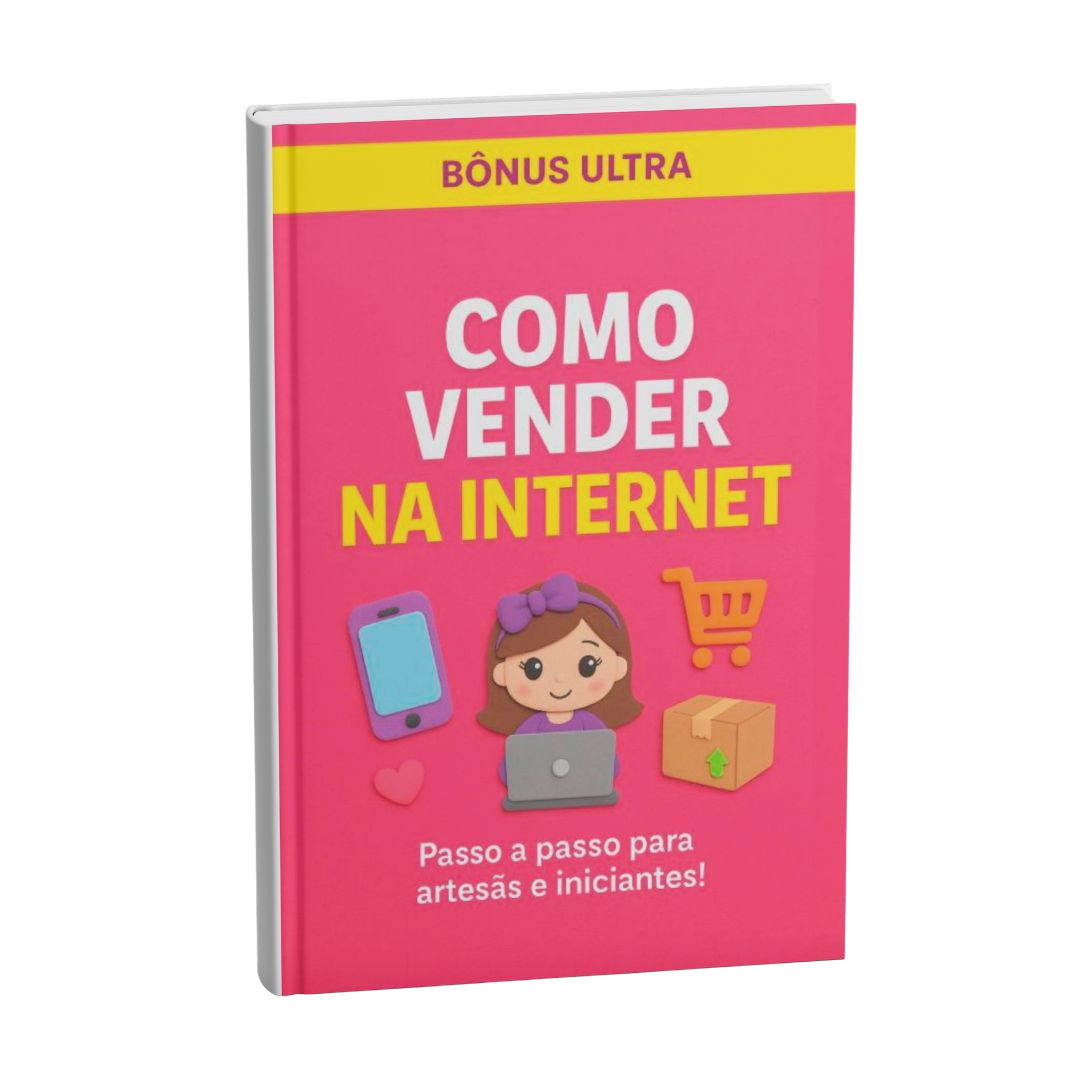 BÔNUS ULTRA
COMO
VENDER
NA INTERNET
Passo a passo para
artesãs e iniciantes!